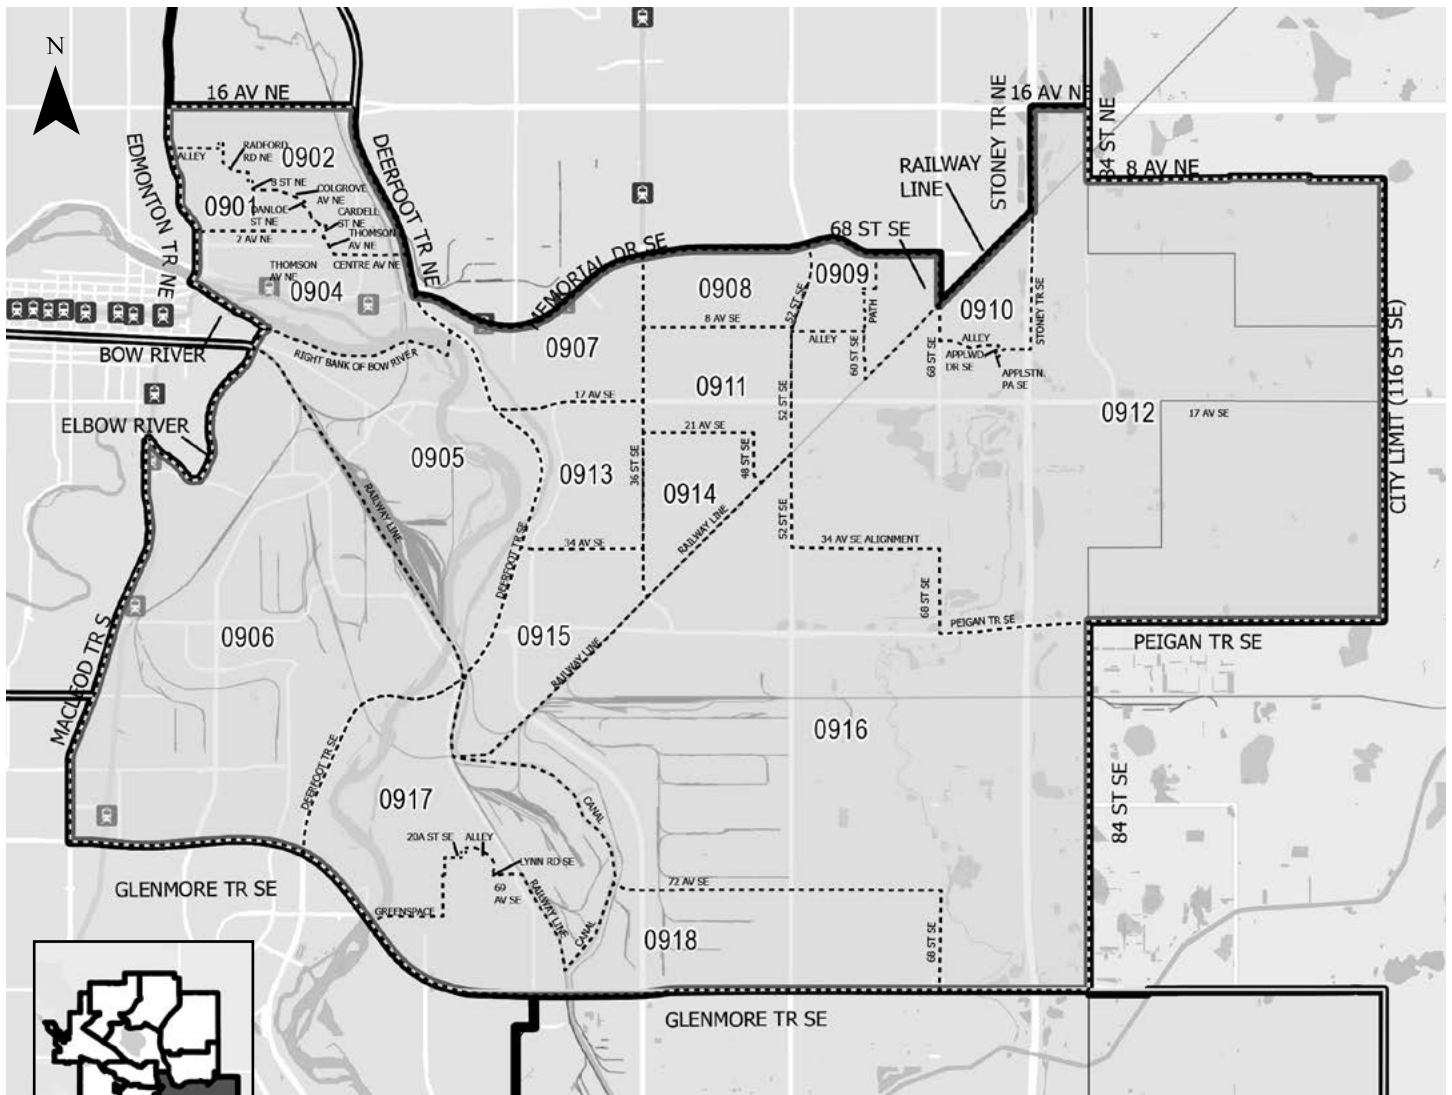 N
16 AV NE
16 AV NE
STONEY TR NE
84 ST NE
8 AV NE
EDMONTON TR NE
DEERFOOT TR NE
RAILWAY
LINE
ALLEY
RADFORD
RD NE
0902
8 ST NE
COLGROVE
AV NE
0901
DANLOE
ST NE
CARDELL
ST NE
THOMSON
AV NE
2 AV NE
THOMSON
AV NE
CENTRE AV NE
0904
MEMORIAL DR SE
68 ST SE
0908
0909
52 ST SE
PATH
0910
STONEY TR SE
8 AV SE
ALLEY
60 ST SE
68 ST SE
ALLEY
APPLWD
DR SE
APPLSTN.
PA SE
BOW RIVER
RIGHT BANK OF BOW RIVER
0907
0911
52 ST SE
17 AV SE
0912
17 AV SE
CITY LIMIT (116 ST SE)
ELBOW RIVER
21 AV SE
0905
0913
36 ST SE
48 ST SE
0914
RAILWAY LINE
RAILWAY LINE
52 ST SE
34 AV SE
34 AV SE ALIGNMENT
DEERFOOT TR SE
68 ST SE
MACLEOD TR S
0906
0915
PEIGAN TR SE
PEIGAN TR SE
RAILWAY LINE
0916
DEERFOOT TR SE
84 ST SE
0917
CANAL
20A ST SE
ALLEY
LYNN RD SE
69
AV SE
RAILWAY LINE
72 AV SE
GLENMORE TR SE
GREENSPACE
CANAL
0918
68 ST SE
GLENMORE TR SE